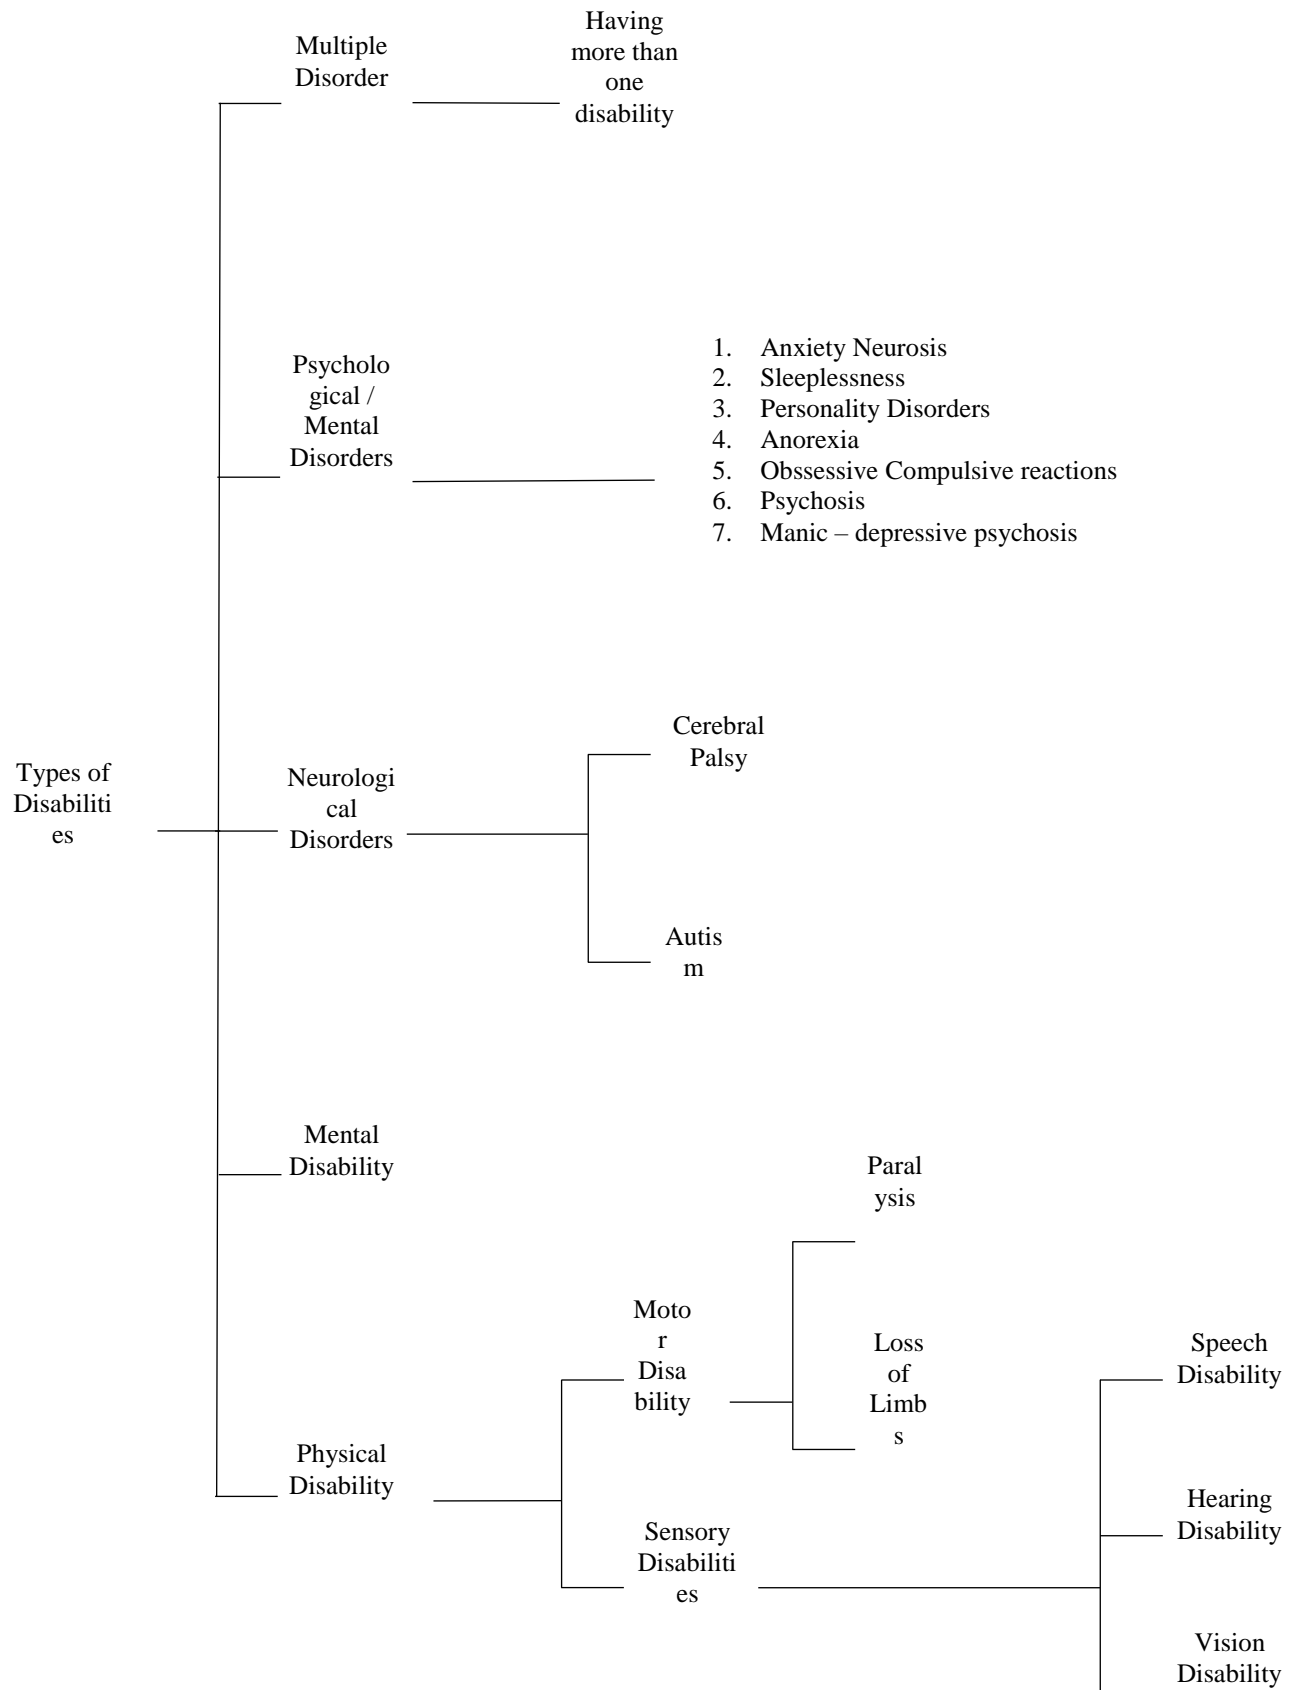 Multiple
Disorder
Having
more than
one
disability
Psycholo
gical /
Mental
Disorders
1. Anxiety Neurosis
2. Sleeplessness
3. Personality Disorders
4. Anorexia
5. Obssessive Compulsive reactions
6. Psychosis
7. Manic – depressive psychosis
Types of
Disabiliti
es
Neurologi
cal
Disorders
Cerebral
Palsy
Autis
m
Mental
Disability
Physical
Disability
Moto
r
Disa
bility
Paral
ysis
Loss
of
Limb
s
Sensory
Disabiliti
es
Speech
Disability
Hearing
Disability
Vision
Disability